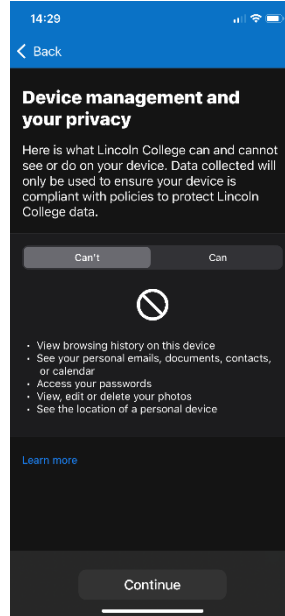 14:29
Back
Device management and
your privacy
Here is what Lincoln College can and cannot
see or do on your device. Data collected will
only be used to ensure your device is
compliant with policies to protect Lincoln
College data.
Can't Can
• View browsing history on this device
• See your personal emails, documents, contacts,
or calendar
• Access your passwords
• View, edit or delete your photos
• See the location of a personal device
Learn more
Continue